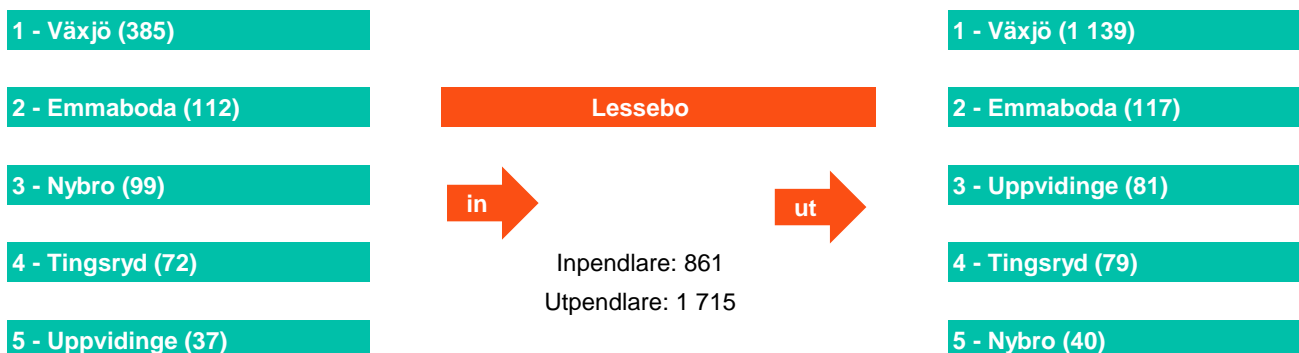 1 - Växjö (385)
2 - Emmaboda (112)
3 - Nybro (99)
4 - Tingsryd (72)
5 - Uppvidinge (37)
Lessebo
in
ut
Inpendlare: 861
Utpendlare: 1 715
1 - Växjö (1 139)
2 - Emmaboda (117)
3 - Uppvidinge (81)
4 - Tingsryd (79)
5 - Nybro (40)